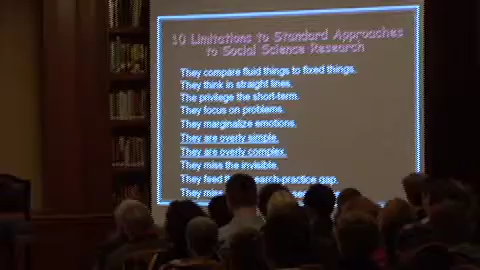 10 Limitations to Standard Approaches
to Social Science Research
They compare fluid things to fixed things.
They think in straight lines.
The privilege the short-term.
They focus on problems.
They marginalize emotions.
They are overly simple.
They are overly complex.
They miss the invisible.
They feed research-practice gap.
They